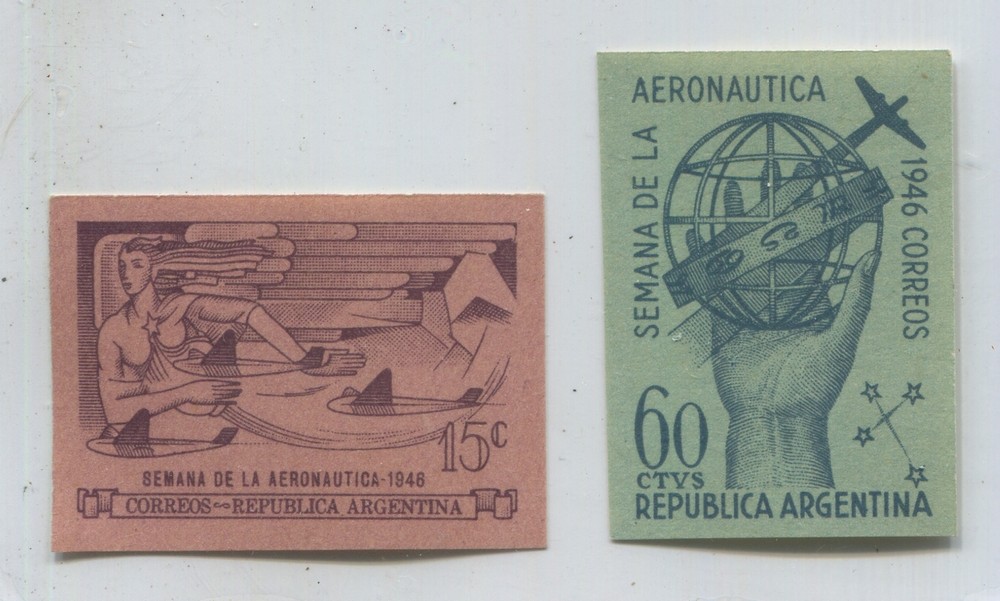 15c
SEMANA DE LA AERONAUTICA-1946
CORREOS~REPUBLICA ARGENTINA
AERONAUTICA
SEMANA DE LA
1946 CORREOS
60
CTVS
REPUBLICA ARGENTINA